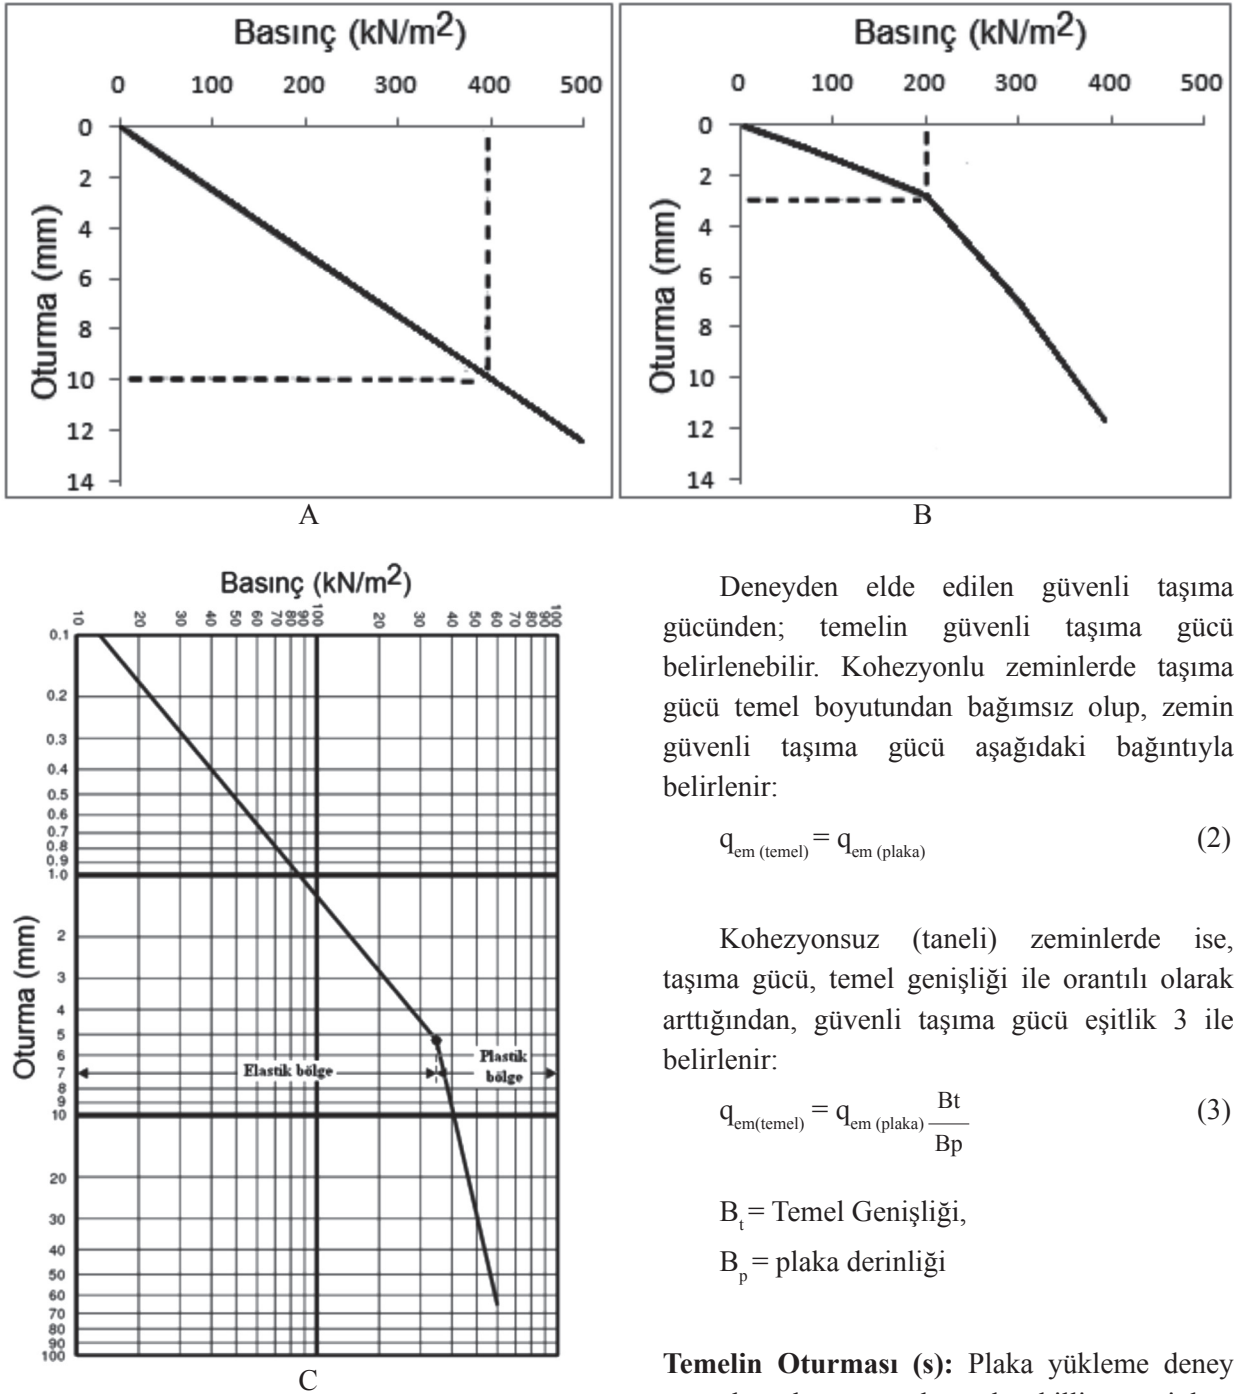 Basınç (kN/m²)
0 100 200 300 400 500
0
2
4
6
8
10
12
14
Oturma (mm)
A
Basınç (kN/m²)
0 100 200 300 400 500
0
2
4
6
8
10
12
14
Oturma (mm)
B
Basınç (kN/m²)
10 20 30 40 50 60 70 80 90 100 20 30 40 50 60 70 80 90 100
0.1
0.2
0.3
0.4
0.5
0.6
0.7
0.8
0.9
1.0
2
3
4
5
6
7
8
9
10
20
30
40
50
60
70
80
90
100
Oturma (mm)
Elastik bölge
Plastik
bölge
C
Deneyden elde edilen güvenli taşıma
gücünden; temelin güvenli taşıma gücü
belirlenebilir. Kohezyonlu zeminlerde taşıma
gücü temel boyutundan bağımsız olup, zemin
güvenli taşıma gücü aşağıdaki bağıntıyla
belirlenir:
q em (temel) = q em (plaka) (2)
Kohezyonsuz (taneli) zeminlerde ise,
taşıma gücü, temel genişliği ile orantılı olarak
arttığından, güvenli taşıma gücü eşitlik 3 ile
belirlenir:
q em(temel) = q em (plaka) Bt / Bp (3)
B t = Temel Genişliği,
B p = plaka derinliği
Temelin Oturması (s): Plaka yükleme deney